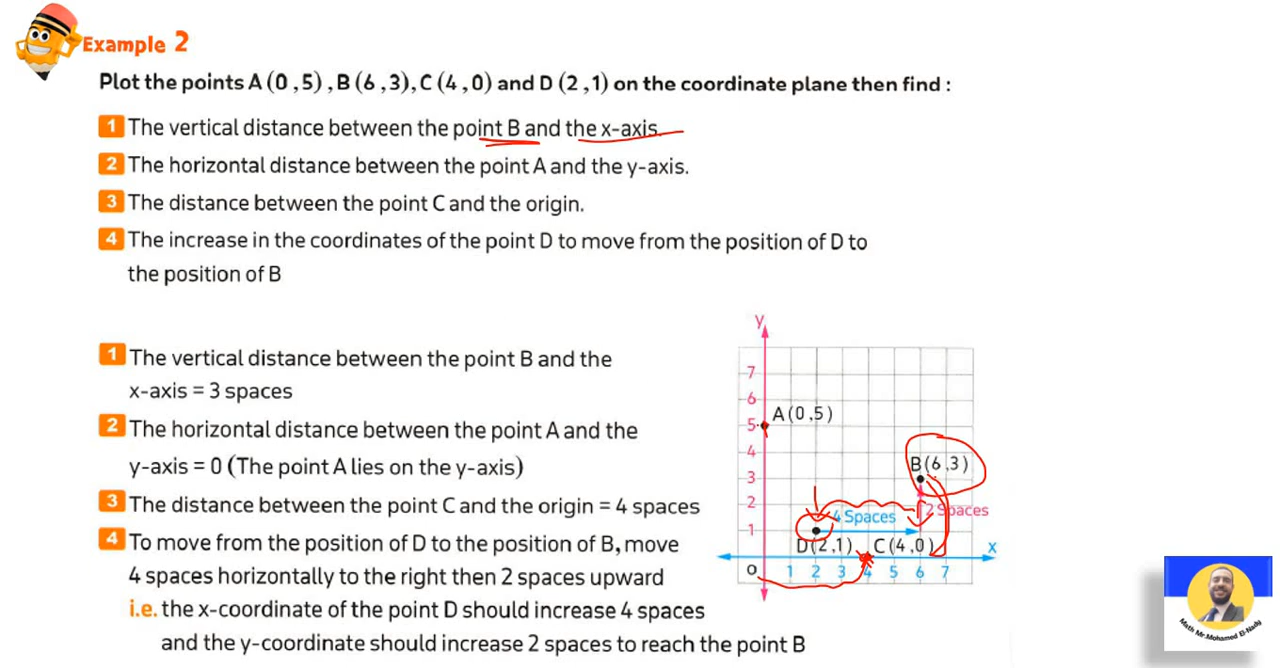 Example 2
Plot the points A (0 ,5) , B (6 ,3), C (4 ,0) and D (2 ,1) on the coordinate plane then find :
1 The vertical distance between the point B and the x-axis.
2 The horizontal distance between the point A and the y-axis.
3 The distance between the point C and the origin.
4 The increase in the coordinates of the point D to move from the position of D to
the position of B
1 The vertical distance between the point B and the
x-axis = 3 spaces
2 The horizontal distance between the point A and the
y-axis = 0 (The point A lies on the y-axis)
3 The distance between the point C and the origin = 4 spaces
4 To move from the position of D to the position of B, move
4 spaces horizontally to the right then 2 spaces upward
i.e. the x-coordinate of the point D should increase 4 spaces
and the y-coordinate should increase 2 spaces to reach the point B
y
7
6
A (0,5)
5
4
B(6,3)
3
2
2 Spaces
4 Spaces
1
D(2,1)
C(4,0)
x
0 1 2 3 4 5 6 7
Math Mr.Mohamed El-Nady